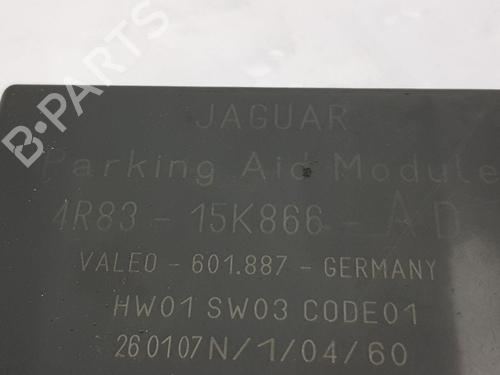 B-PARTS
JAGUAR
Parking Aid Module
4R83 - 15K866 - AD
VALEO - 601.887 - GERMANY
HW01 SW03 CODE01
260107N/1/04/60